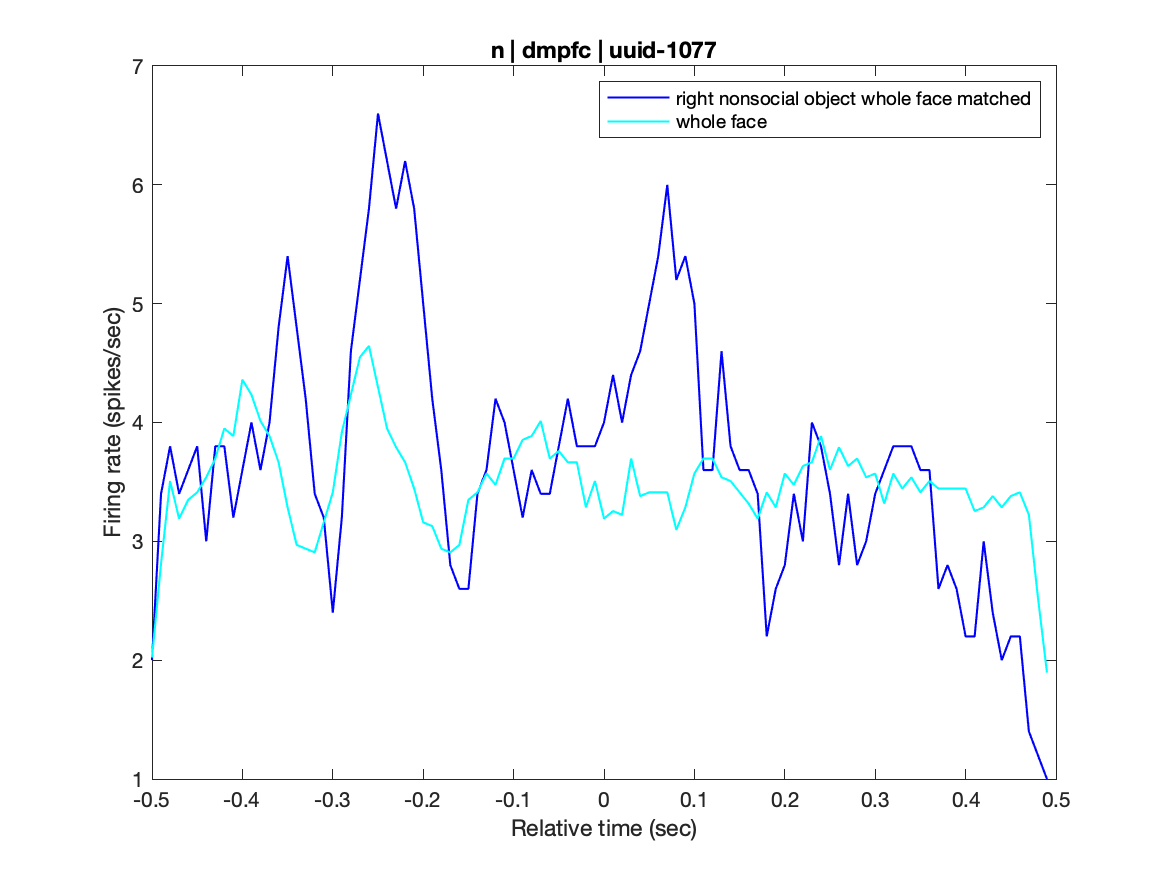 n | dmpfc | uuid-1077
right nonsocial object whole face matched
whole face
Firing rate (spikes/sec)
7
6
5
4
3
2
1
-0.5 -0.4 -0.3 -0.2 -0.1 0 0.1 0.2 0.3 0.4 0.5
Relative time (sec)